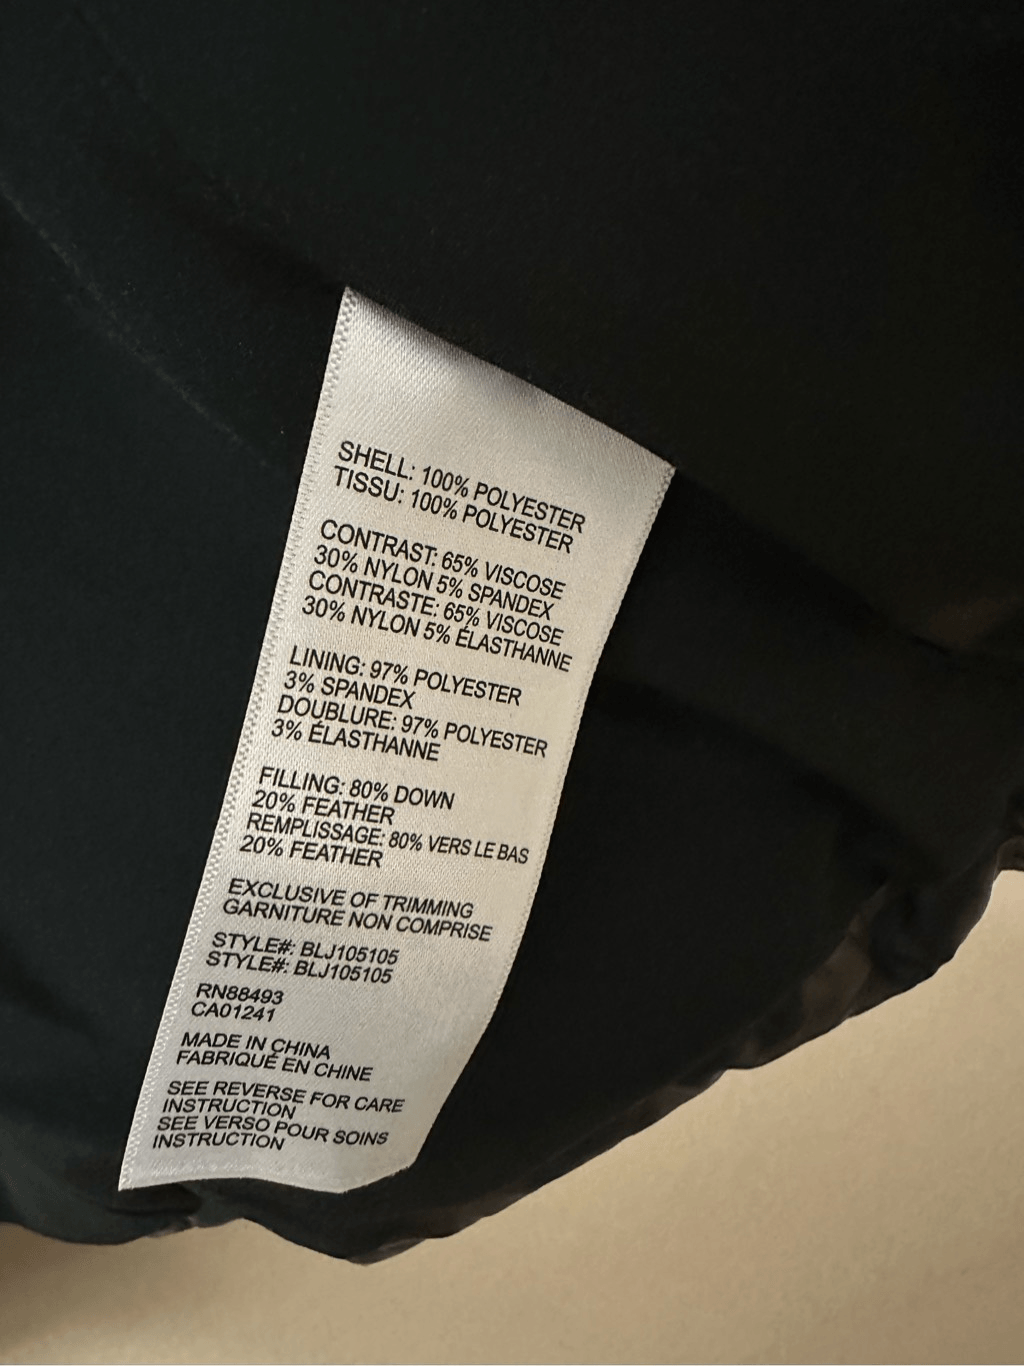 SHELL: 100% POLYESTER
TISSU: 100% POLYESTER
CONTRAST: 65% VISCOSE
30% NYLON 5% SPANDEX
CONTRASTE: 65% VISCOSE
30% NYLON 5% ÉLASTHANNE
LINING: 97% POLYESTER
3% SPANDEX
DOUBLURE: 97% POLYESTER
3% ÉLASTHANNE
FILLING: 80% DOWN
20% FEATHER
REMPLISSAGE: 80% VERS LE BAS
20% FEATHER
EXCLUSIVE OF TRIMMING
GARNITURE NON COMPRISE
STYLE#: BLJ105105
STYLE#: BLJ105105
RN88493
CA01241
MADE IN CHINA
FABRIQUÉ EN CHINE
SEE REVERSE FOR CARE
INSTRUCTION
SEE VERSO POUR SOINS
INSTRUCTION